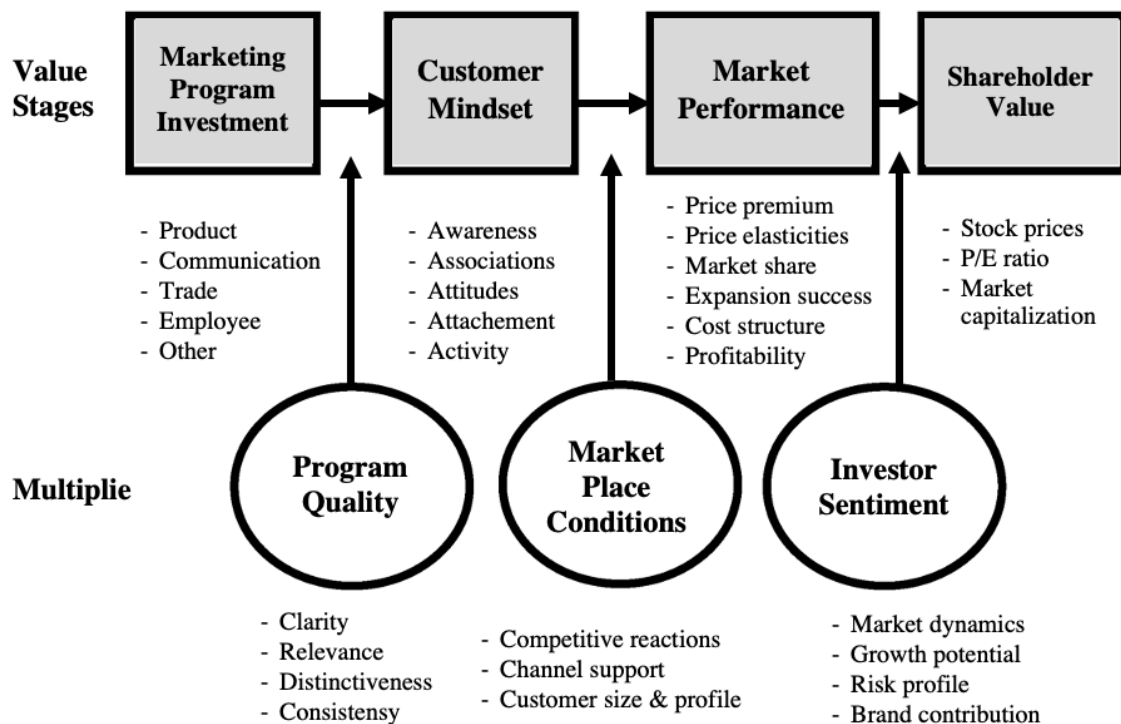 Value
Stages
Marketing
Program
Investment
Customer
Mindset
Market
Performance
Shareholder
Value
- Product
- Communication
- Trade
- Employee
- Other
- Awareness
- Associations
- Attitudes
- Attachement
- Activity
- Price premium
- Price elasticities
- Market share
- Expansion success
- Cost structure
- Profitability
- Stock prices
- P/E ratio
- Market
capitalization
Multiplie
Program
Quality
Market
Place
Conditions
Investor
Sentiment
- Clarity
- Relevance
- Distinctiveness
- Consistency
- Competitive reactions
- Channel support
- Customer size & profile
- Market dynamics
- Growth potential
- Risk profile
- Brand contribution